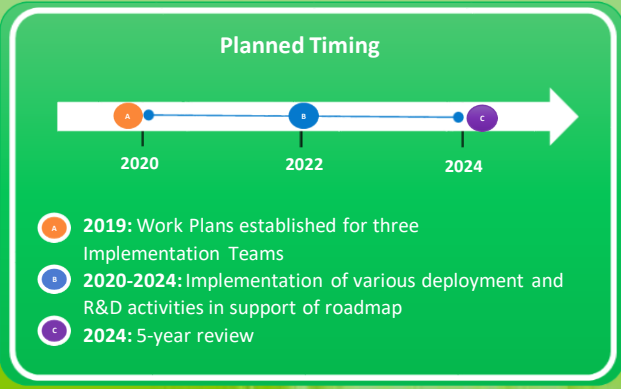 Planned Timing
A B C
2020 2022 2024
A 2019: Work Plans established for three
Implementation Teams
B 2020-2024: Implementation of various deployment and
R&D activities in support of roadmap
C 2024: 5-year review